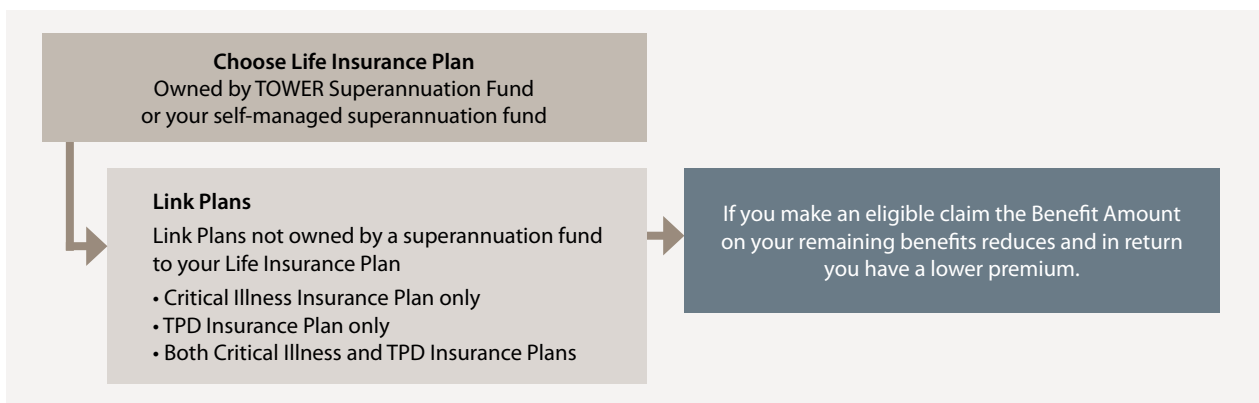 Choose Life Insurance Plan
Owned by TOWER Superannuation Fund
or your self-managed superannuation fund
Link Plans
Link Plans not owned by a superannuation fund
to your Life Insurance Plan
• Critical Illness Insurance Plan only
• TPD Insurance Plan only
• Both Critical Illness and TPD Insurance Plans
If you make an eligible claim the Benefit Amount
on your remaining benefits reduces and in return
you have a lower premium.